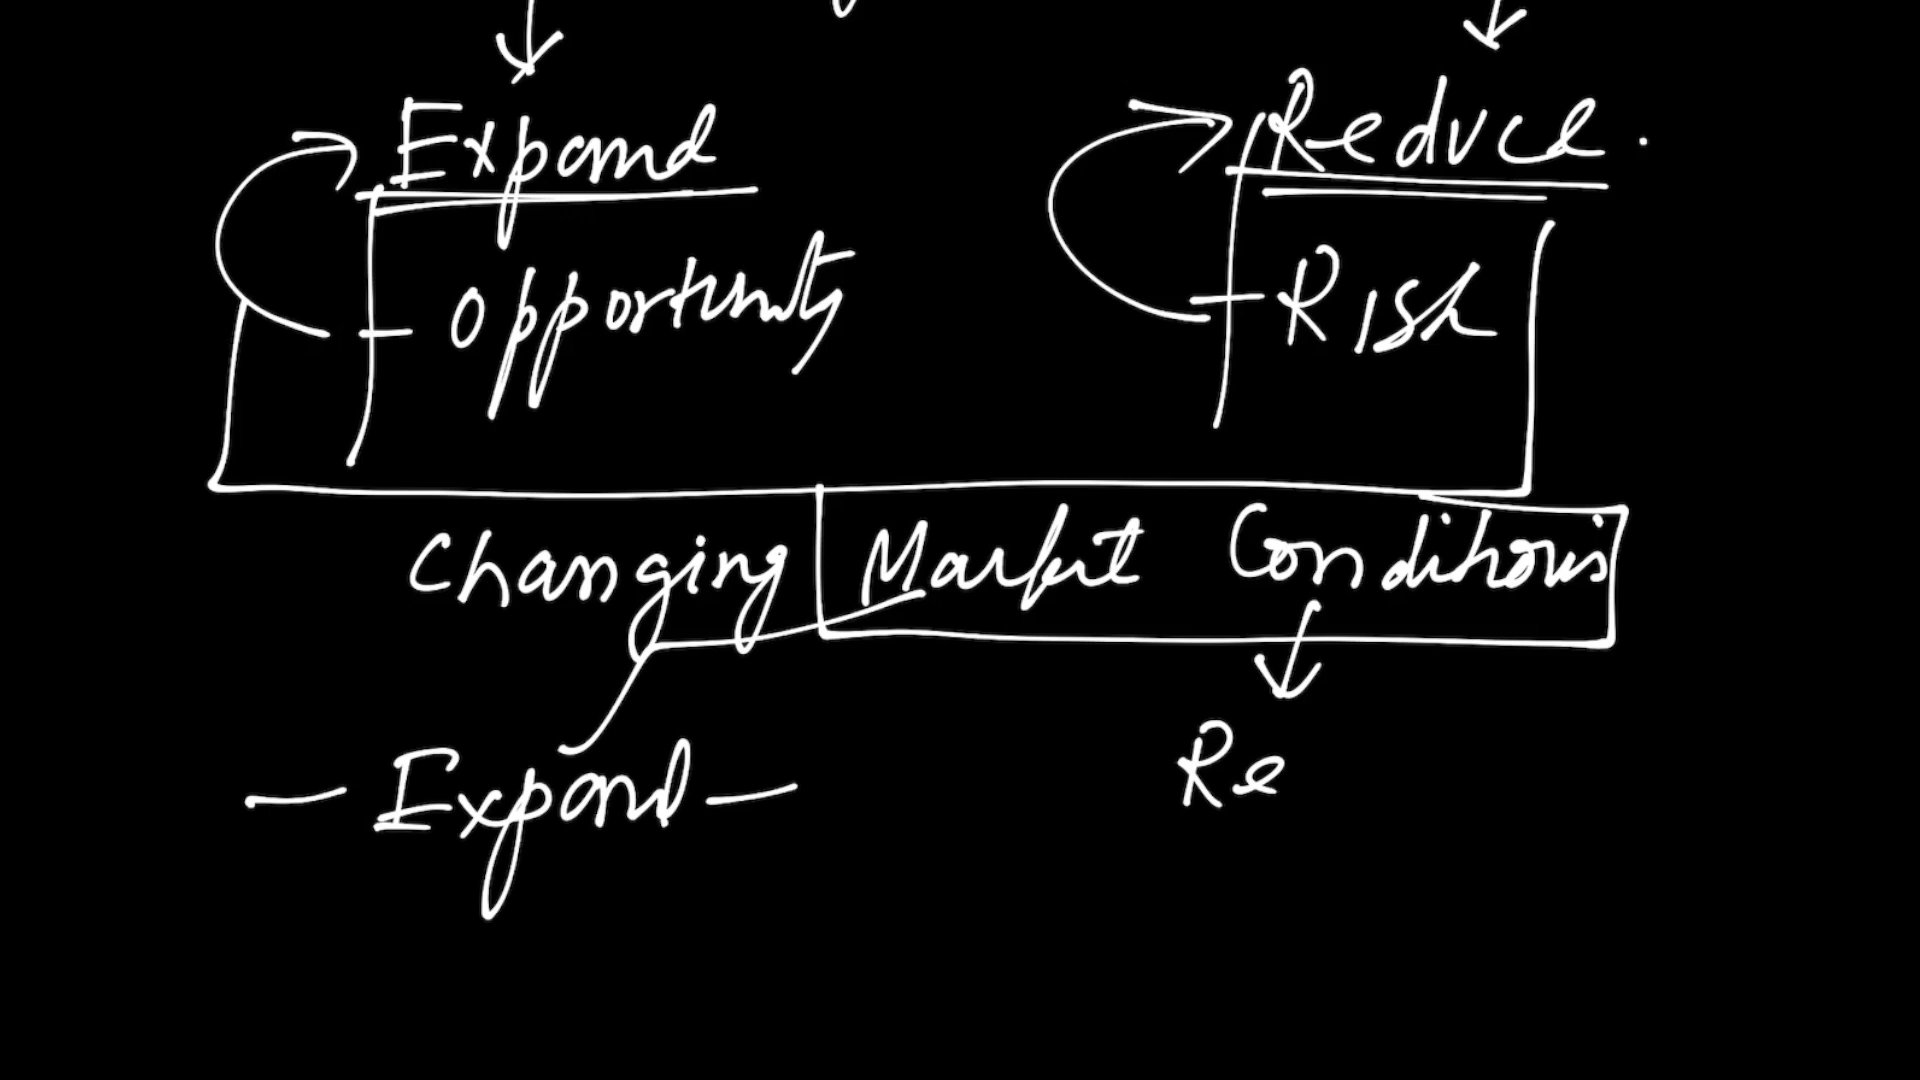 Expand Reduce.
- Opportunity - Risk
Changing Market Conditions
- Expand - Re